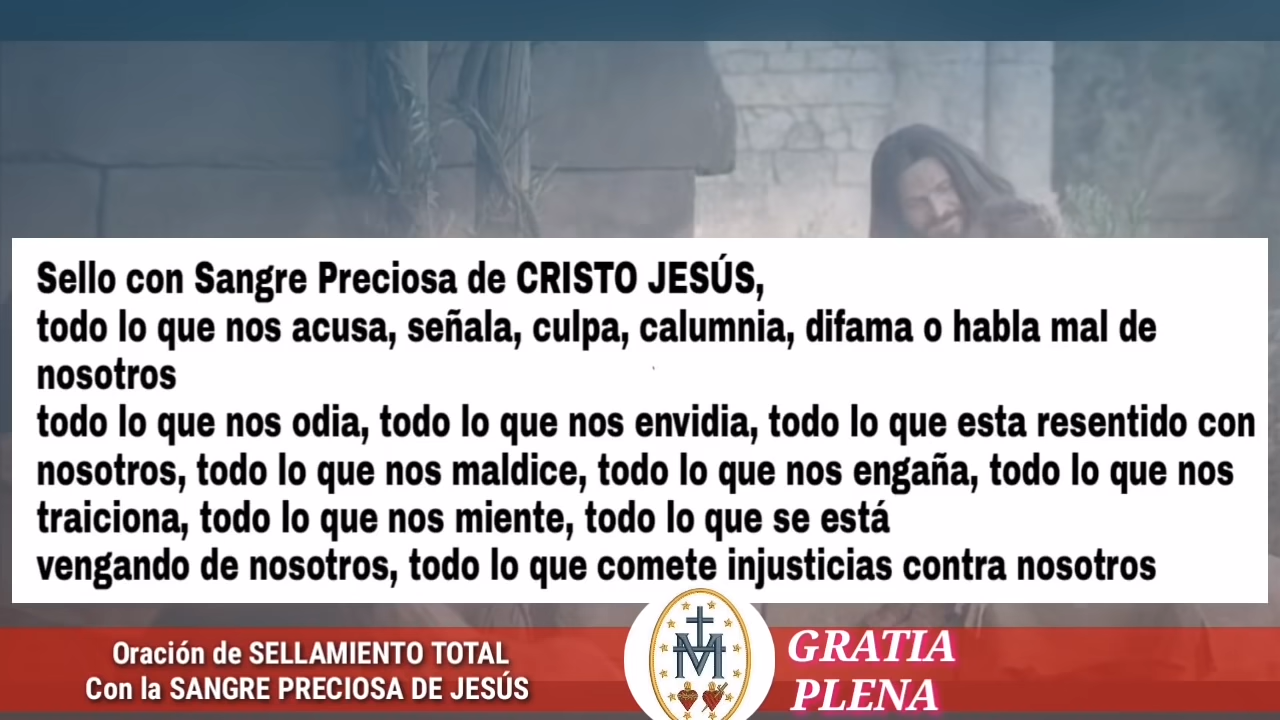 Sello con Sangre Preciosa de CRISTO JESÚS,
todo lo que nos acusa, señala, culpa, calumnia, difama o habla mal de
nosotros
todo lo que nos odia, todo lo que nos envidia, todo lo que esta resentido con
nosotros, todo lo que nos maldice, todo lo que nos engaña, todo lo que nos
traiciona, todo lo que nos miente, todo lo que se está
vengando de nosotros, todo lo que comete injusticias contra nosotros
Oración de SELLAMIENTO TOTAL
Con la SANGRE PRECIOSA DE JESÚS
M
GRATIA
PLENA